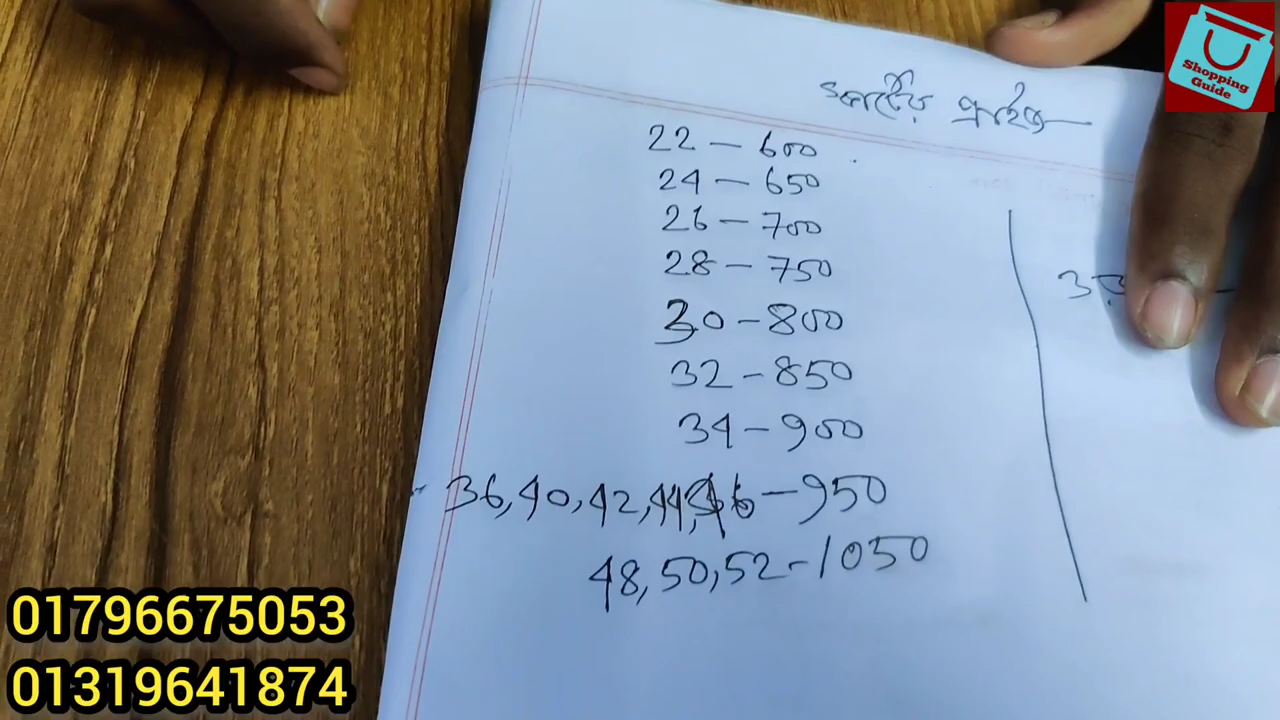 Shopping
Guide
প্রাইজ
22 – 600
24 – 650
26 – 700
28 – 750
30 – 800
32 – 850
34 – 900
36, 40, 42, 44, 46 – 950
48, 50, 52 – 1050
01796675053
01319641874